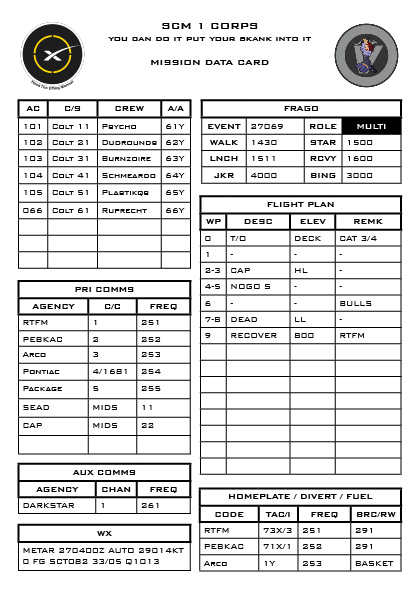 SCM 1 CORPS
YOU CAN DO IT PUT YOUR SKANK INTO IT
MISSION DATA CARD
X
AC C/S CREW A/A
101 Colt 11 Psycho 61Y
102 Colt 21 Dudrounds 62Y
103 Colt 31 Burnzoire 63Y
104 Colt 41 Schmeargo 64Y
105 Colt 51 Plastikqs 65Y
066 Colt 61 Ruprecht 66Y
PRI COMMS
AGENCY C/C FREQ
RTFM 1 251
PEBKAC 2 252
Arco 3 253
Pontiac 4/1681 254
Package 5 255
SEAD MIDS 11
CAP MIDS 22
AUX COMMS
AGENCY CHAN FREQ
DARKSTAR 1 261
WX
METAR 270400Z AUTO 29014KT
0 FG SCT082 33/05 Q1013
FRAGO
EVENT 27069 ROLE MULTI
WALK 1430 STAR 1500
LNCH 1511 RCVY 1600
JKR 4000 BING 3000
FLIGHT PLAN
WP DESC ELEV REMK
0 T/O DECK CAT 3/4
1 - - -
2-3 CAP HL -
4-5 NOGO 5 - -
6 - - BULLS
7-8 DEAD LL -
9 RECOVER 800 RTFM
HOMEPLATE / DIVERT / FUEL
CODE TAC/I FREQ BRC/RW
RTFM 73X/3 251 291
PEBKAC 71X/1 252 291
Arco 1Y 253 BASKET